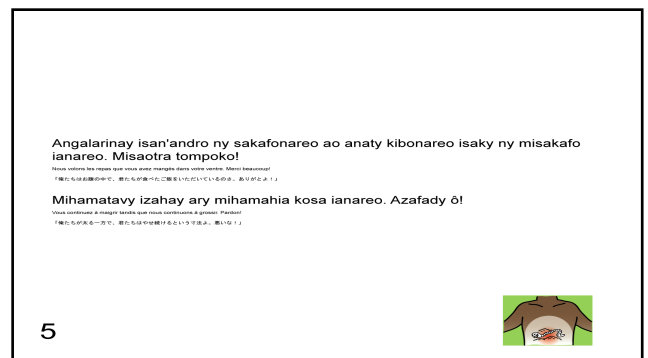 Angalarinay isan'andro ny sakafonareo ao anaty kibonareo isaky ny misakafo
ianareo. Misaotra tompoko!
Nous volons les repas que vous avez mangés dans votre ventre. Merci beaucoup!
「俺たちはお腹の中で、君たちが食べたご飯をいただいているのさ。ありがとよ！」
Mihamatavy izahay ary mihamahia kosa ianareo. Azafady ô!
Vous continuez à maigrir tandis que nous continuons à grossir. Pardon!
「俺たちが太る一方で、君たちはやせ続けるという寸法よ。悪いな！」
5